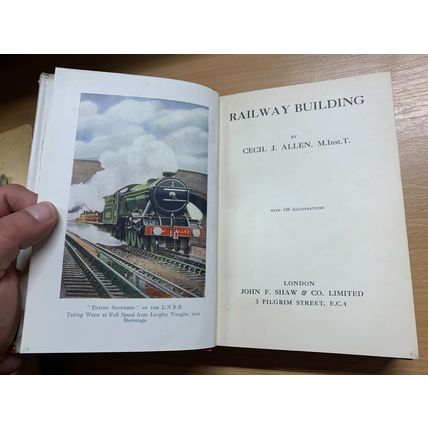 "Flying Scotsman" of the L.N.E.R.
Taking Water at Full Speed from Langley Troughs, near
Stevenage.
RAILWAY BUILDING
BY
CECIL J. ALLEN, M.Inst.T.
WITH 136 ILLUSTRATIONS
LONDON
JOHN F. SHAW & CO. LIMITED
3 PILGRIM STREET, E.C.4